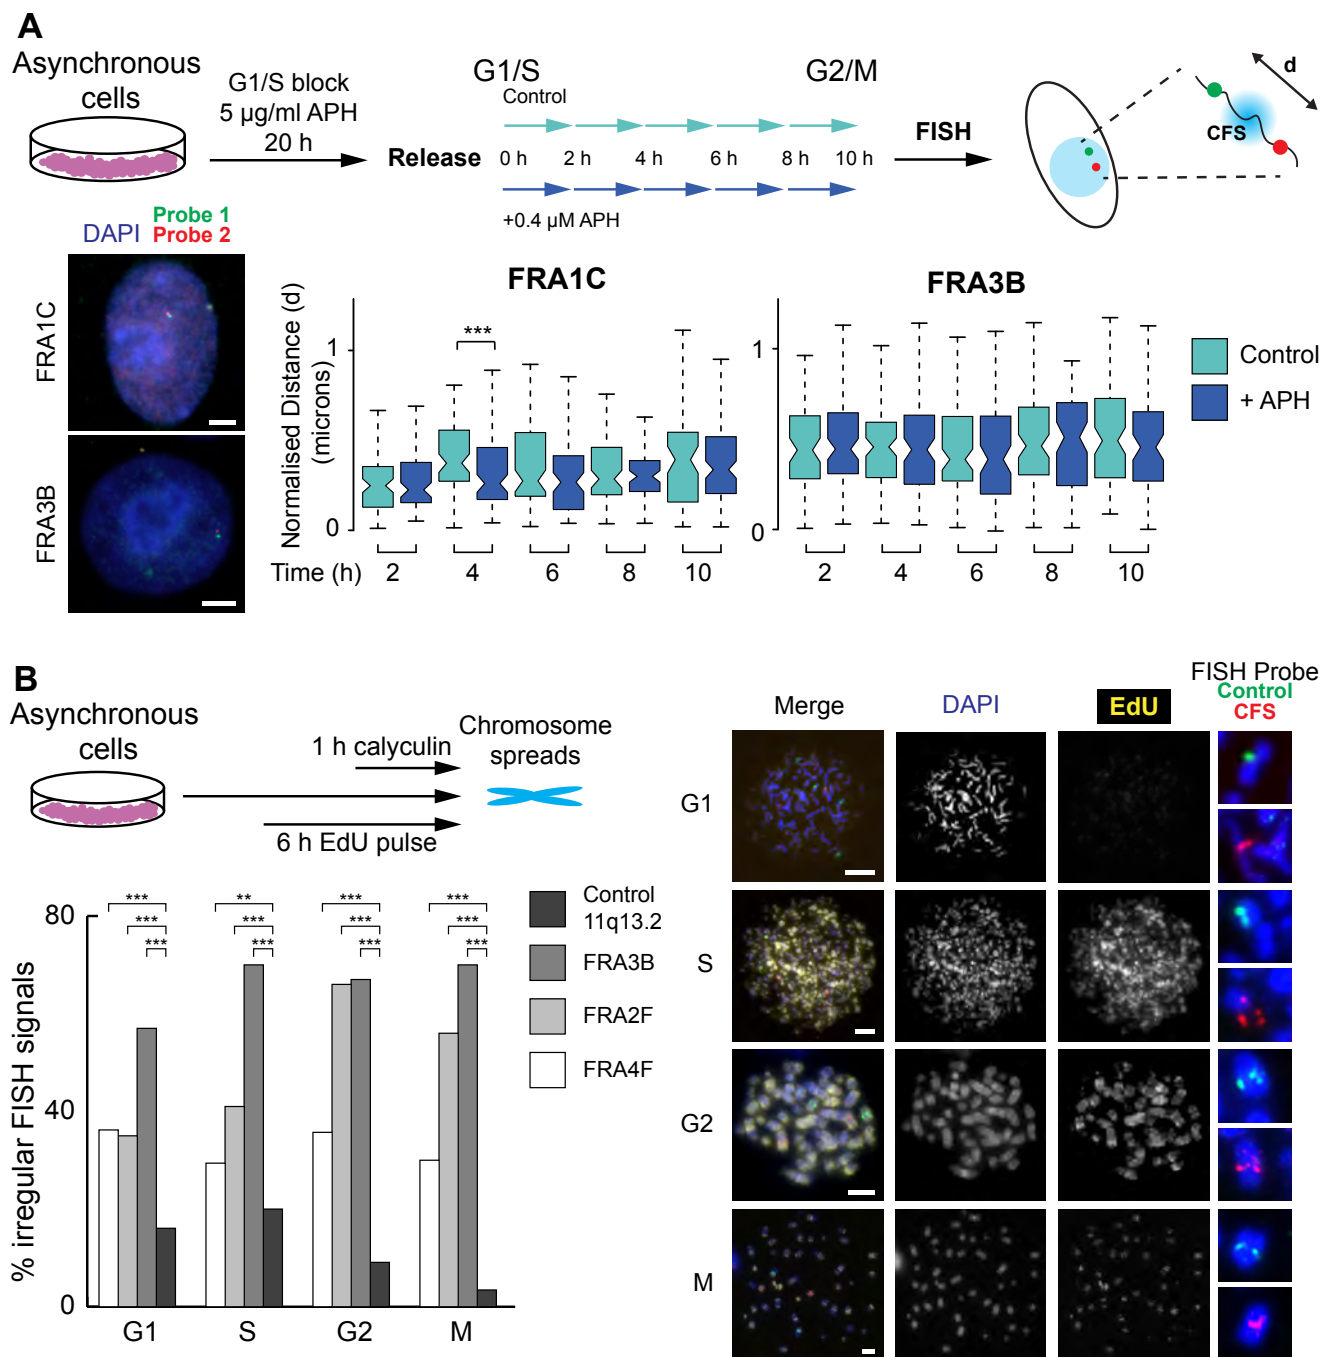 A
Asynchronous
cells
G1/S block
5 µg/ml APH
20 h
G1/S
Control
G2/M
Release
0 h 2 h 4 h 6 h 8 h 10 h
+0.4 µM APH
FISH
CFS
d
DAPI
Probe 1
Probe 2
FRA1C
FRA3B
FRA1C
FRA3B
Normalised Distance (d)
(microns)
1
0
***
Time (h) 2 4 6 8 10
1
0
2 4 6 8 10
Control
+ APH
B
Asynchronous
cells
1 h calyculin
6 h EdU pulse
Chromosome
spreads
% irregular FISH signals
80
40
0
*** ** *** ***
*** *** *** ***
*** *** *** ***
G1 S G2 M
Control
11q13.2
FRA3B
FRA2F
FRA4F
Merge DAPI EdU
FISH Probe
Control
CFS
G1
S
G2
M